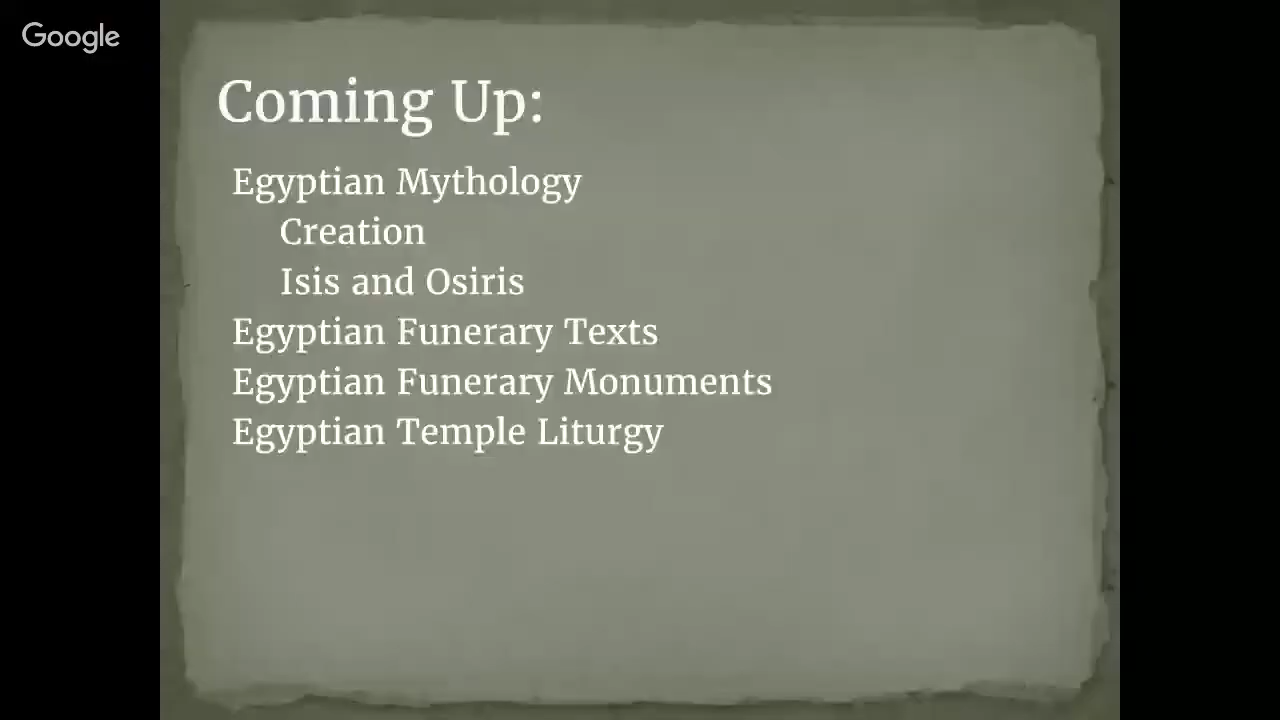 Google
Coming Up:
Egyptian Mythology
Creation
Isis and Osiris
Egyptian Funerary Texts
Egyptian Funerary Monuments
Egyptian Temple Liturgy